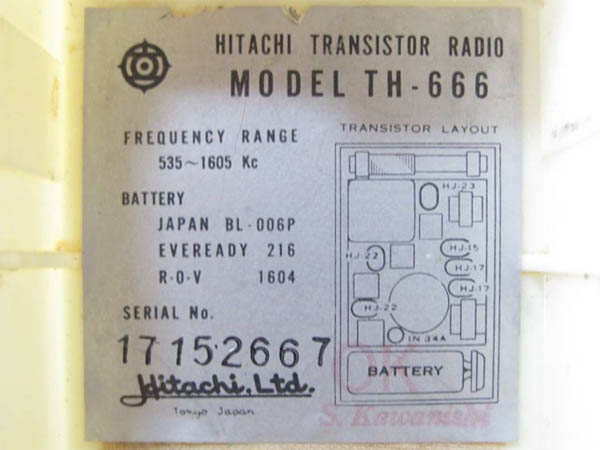 HITACHI TRANSISTOR RADIO
MODEL TH-666
FREQUENCY RANGE
535~1605 Kc
BATTERY
JAPAN BL-006P
EVEREADY 216
R-O-V 1604
SERIAL No.
17152667
Hitachi, Ltd.
Tokyo Japan
TRANSISTOR LAYOUT
HJ-23
HJ-15
HJ-22
HJ-17
HJ-17
HJ-22
IN 34A
BATTERY
OK
S. Kawanishi